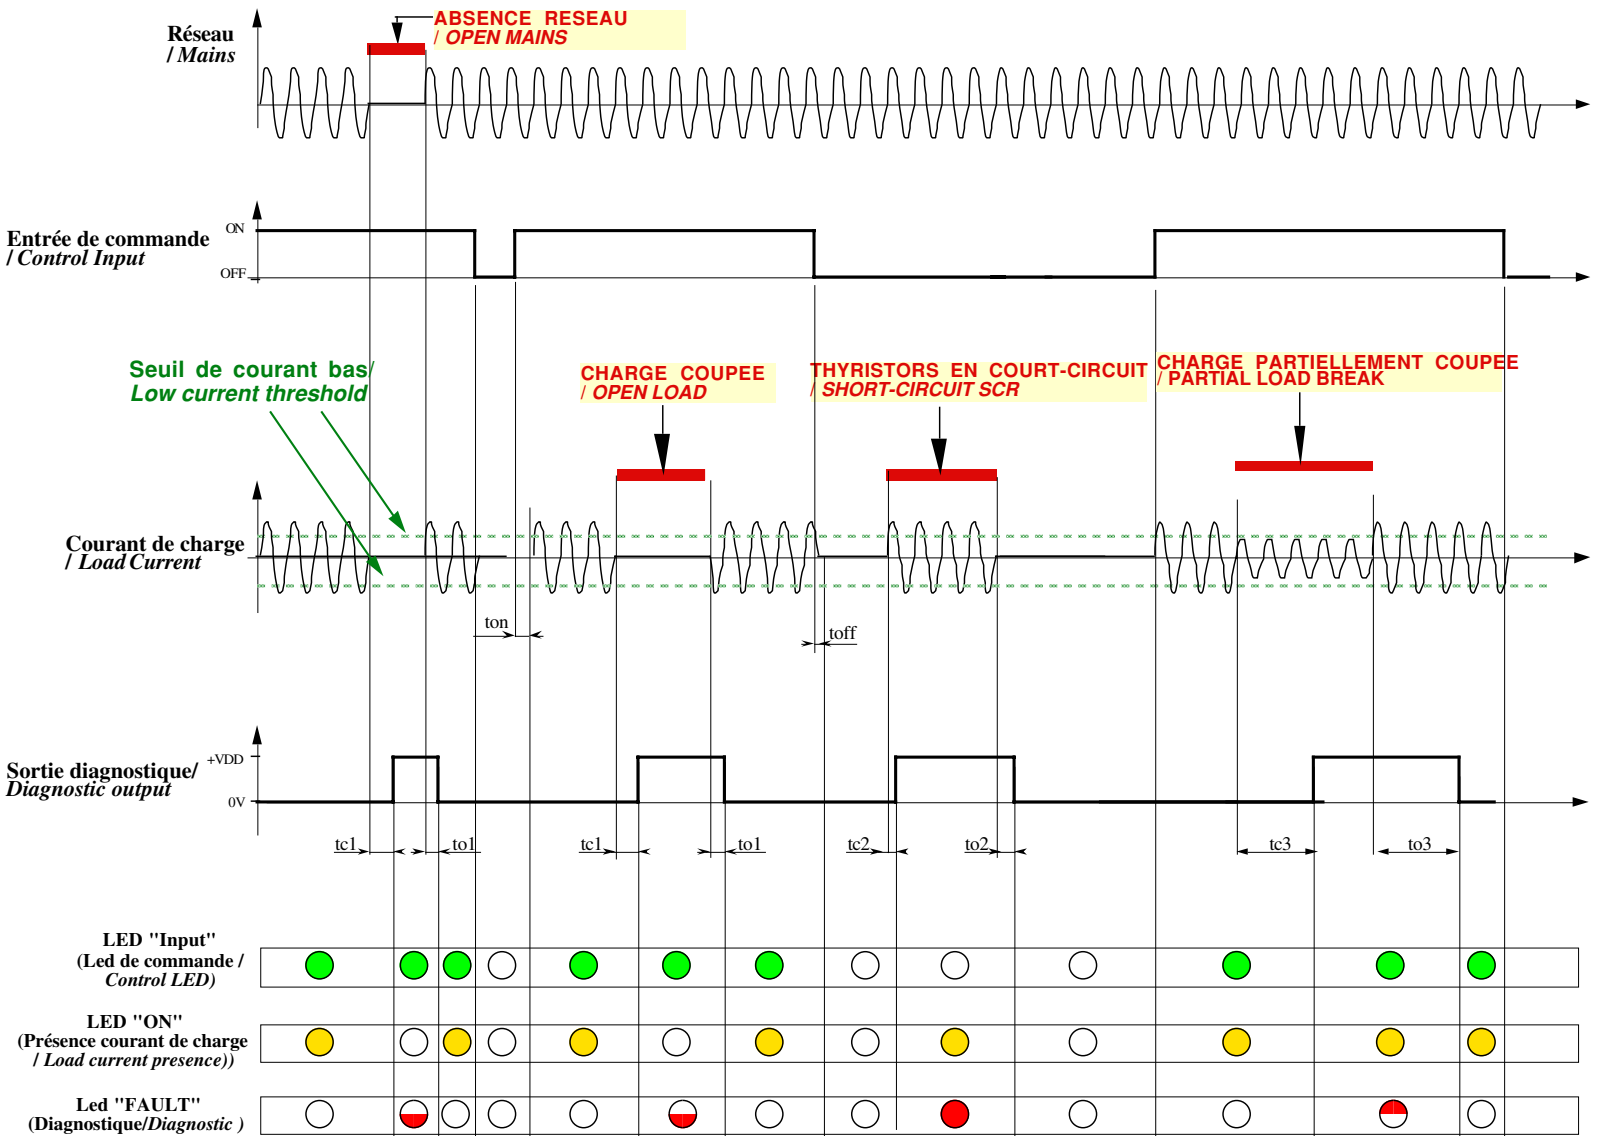 ABSENCE RESEAU
/ OPEN MAINS
Réseau
/ Mains
ON
Entrée de commande
/ Control Input
OFF
Seuil de courant bas/
Low current threshold
CHARGE COUPEE
/ OPEN LOAD
THYRISTORS EN COURT-CIRCUIT
/ SHORT-CIRCUIT SCR
CHARGE PARTIELLEMENT COUPEE
/ PARTIAL LOAD BREAK
Courant de charge
/ Load Current
ton
toff
+VDD
Sortie diagnostique/
Diagnostic output
0V
tc1
to1
tc1
to1
tc2
to2
tc3
to3
LED "Input"
(Led de commande /
Control LED)
LED "ON"
(Présence courant de charge
/ Load current presence))
Led "FAULT"
(Diagnostique/Diagnostic )